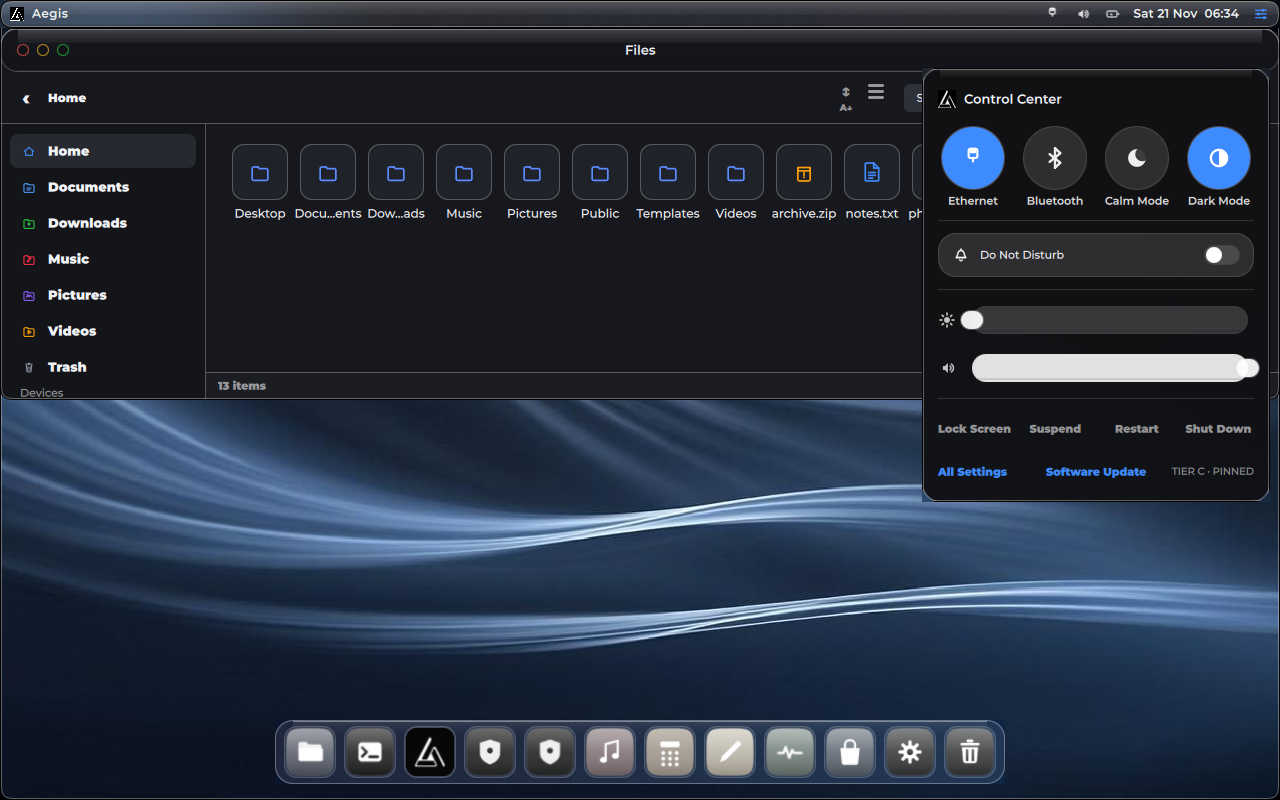 Aegis
Sat 21 Nov 06:34
Files
Home
A+
S
Control Center
Ethernet
Bluetooth
Calm Mode
Dark Mode
Do Not Disturb
Lock Screen
Suspend
Restart
Shut Down
All Settings
Software Update
TIER C · PINNED
Home
Documents
Downloads
Music
Pictures
Videos
Trash
Devices
Desktop
Docu...ents
Dow...ads
Music
Pictures
Public
Templates
Videos
archive.zip
notes.txt
ph
13 items